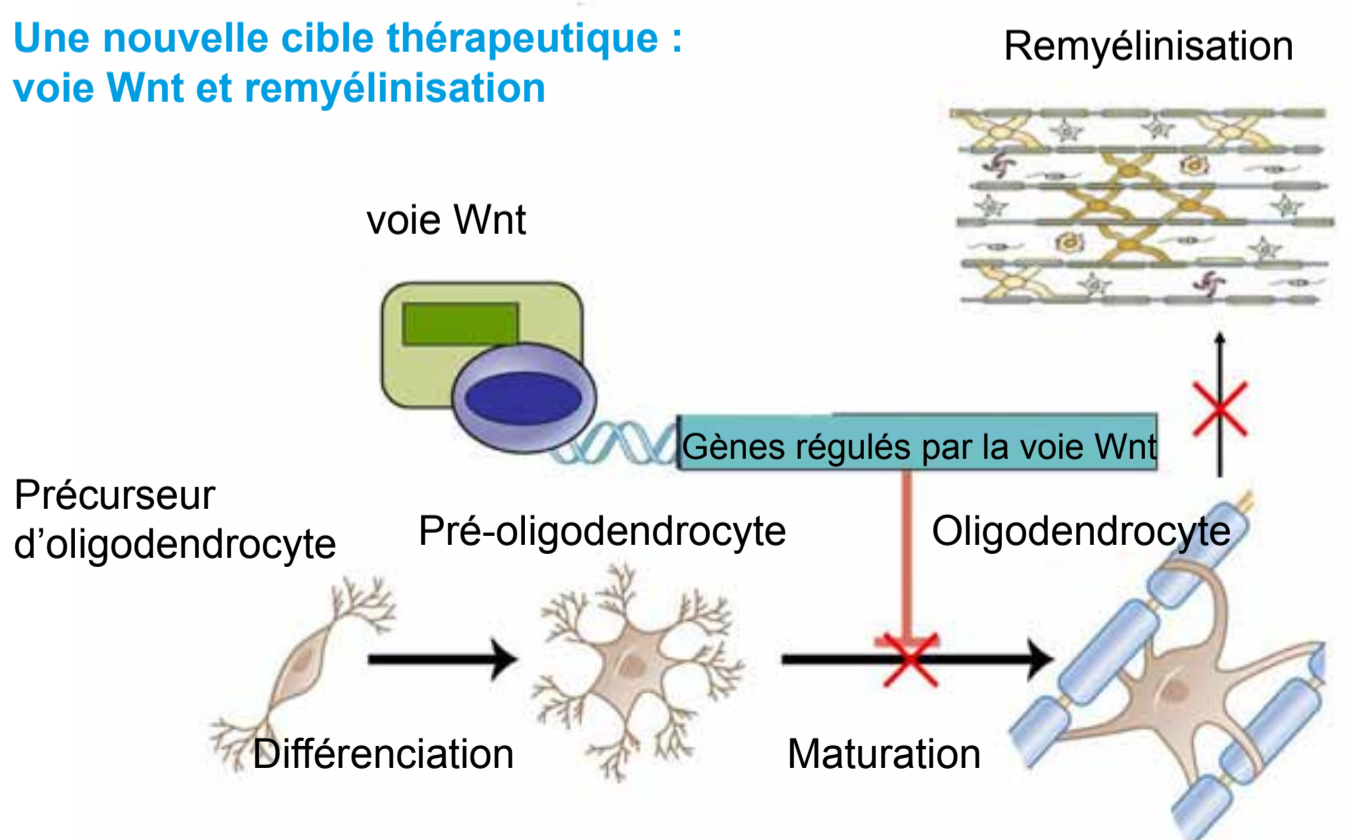 Une nouvelle cible thérapeutique :
voie Wnt et remyélinisation
Remyélinisation
voie Wnt
Gènes régulés par la voie Wnt
Précurseur
d’oligodendrocyte
Pré-oligodendrocyte
Oligodendrocyte
Différenciation
Maturation